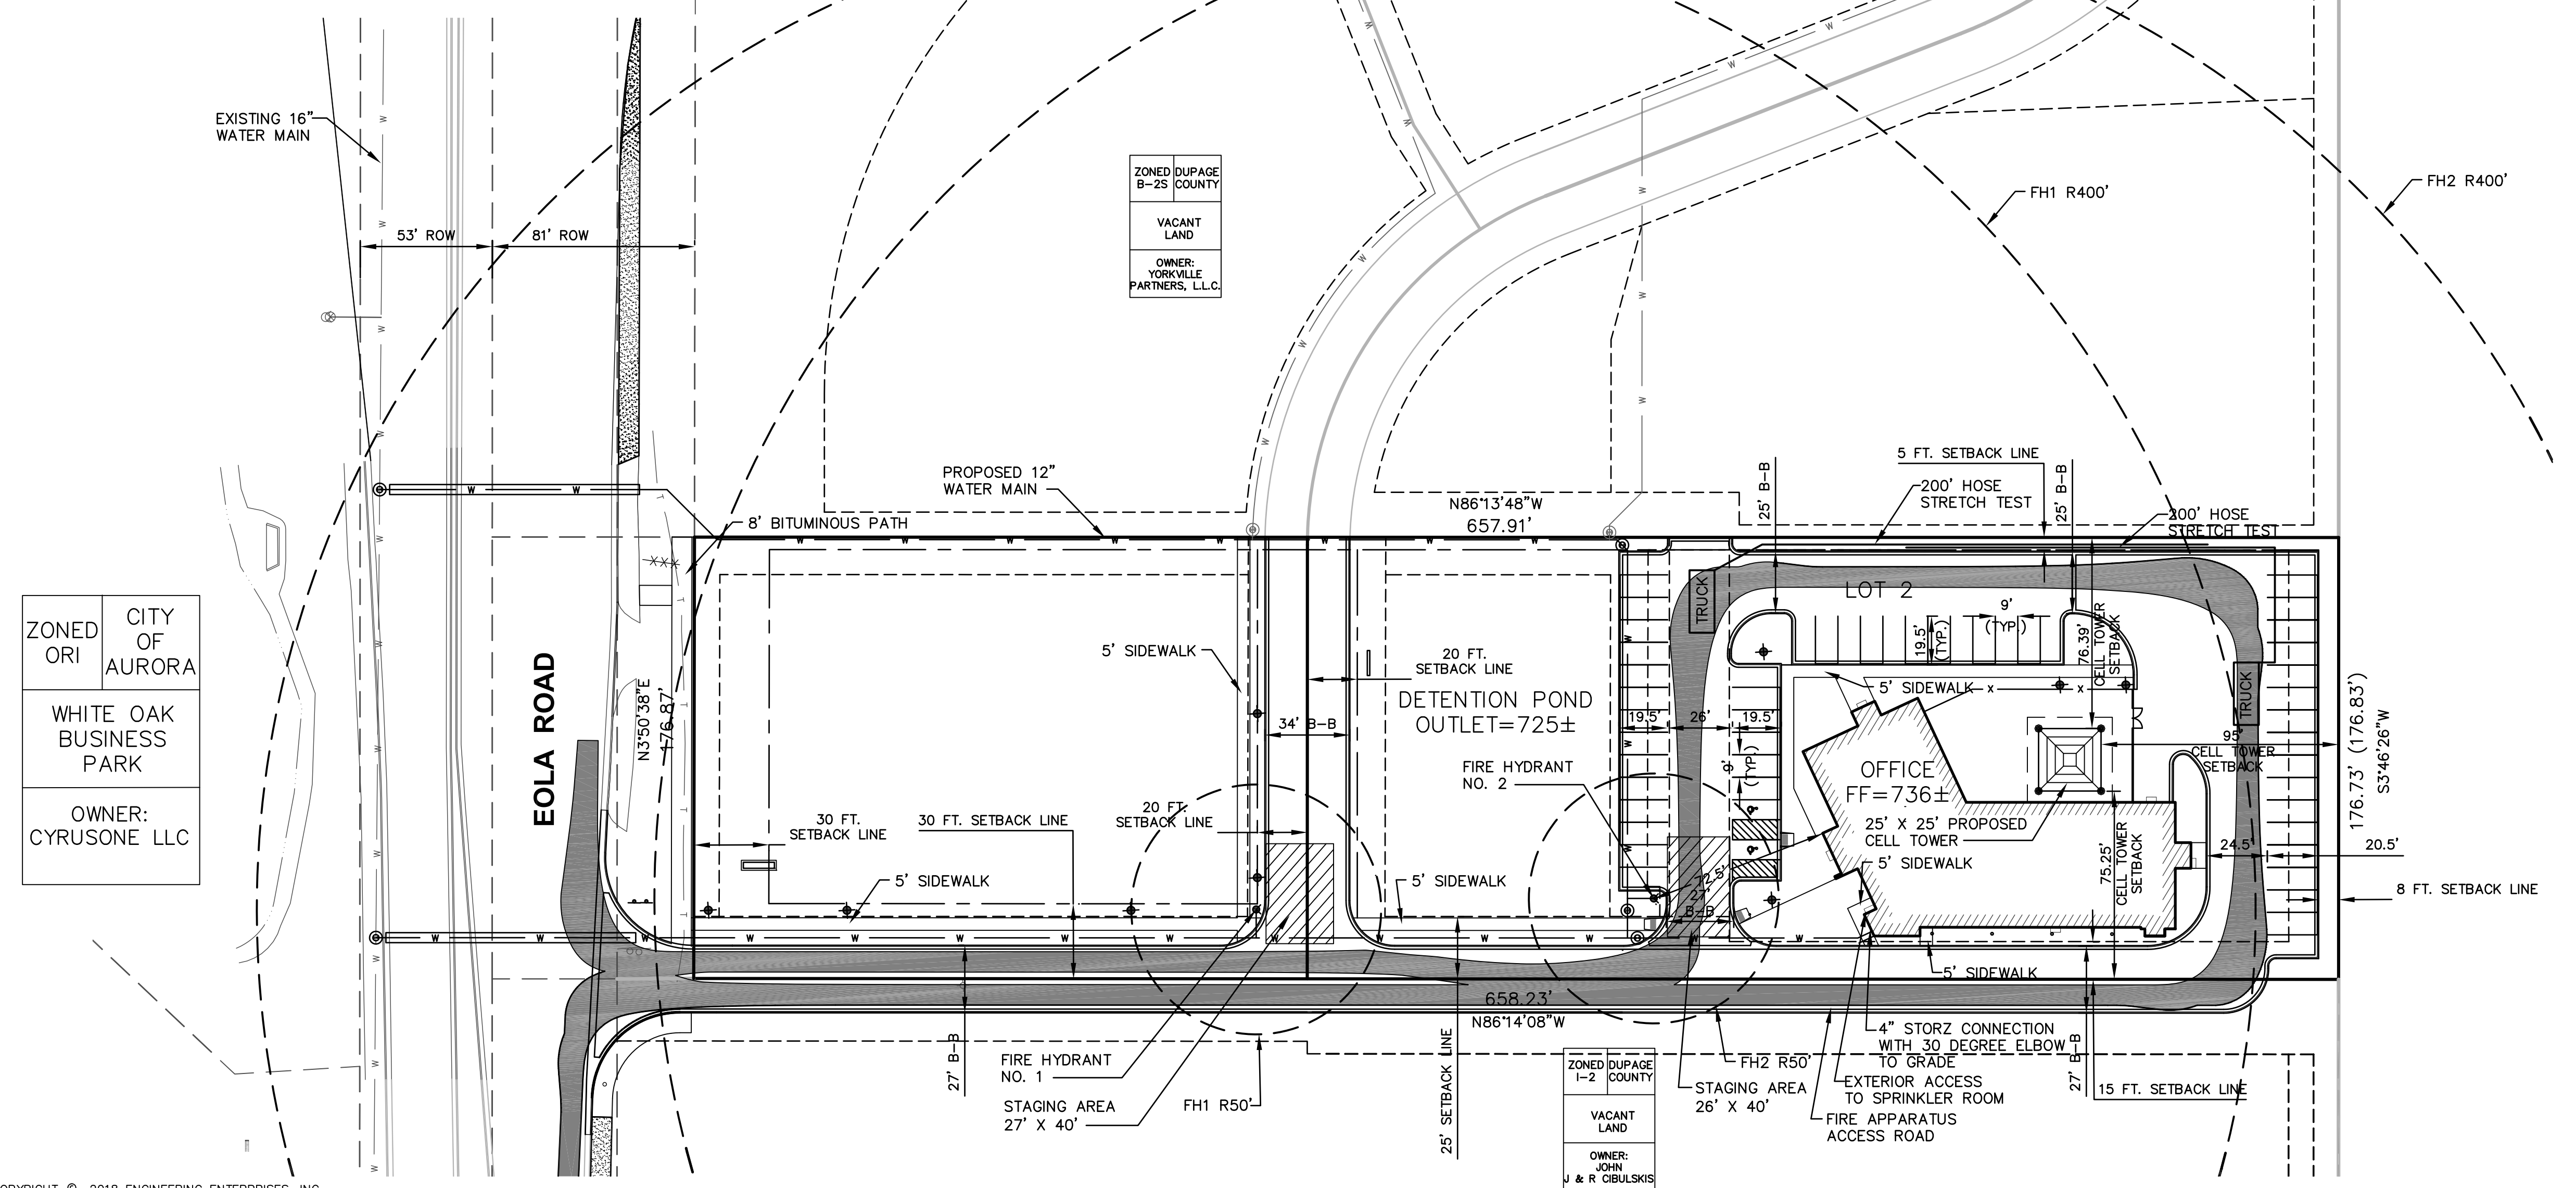 EXISTING 16"
WATER MAIN
53' ROW
81' ROW
ZONED
B-2S
DUPAGE
COUNTY
VACANT
LAND
OWNER:
YORKVILLE
PARTNERS, L.L.C.
FH1 R400'
FH2 R400'
PROPOSED 12"
WATER MAIN
8' BITUMINOUS PATH
N86°13'48"W
657.91'
5 FT. SETBACK LINE
200' HOSE
STRETCH TEST
25' B-B
25' B-B
200' HOSE
STRETCH TEST
ZONED
ORI
CITY
OF
AURORA
WHITE OAK
BUSINESS
PARK
OWNER:
CYRUSONE LLC
EOLA ROAD
N3°50'38"E
176.87'
5' SIDEWALK
20 FT.
SETBACK LINE
34' B-B
DETENTION POND
OUTLET=725±
FIRE HYDRANT
NO. 2
TRUCK
LOT 2
9'
(TYP.)
19.5'
(TYP.)
76.39'
CELL TOWER
SETBACK
TRUCK
5' SIDEWALK
19.5'
26'
19.5'
9'
(TYP.)
OFFICE
FF=736±
95'
CELL TOWER
SETBACK
176.73' (176.83')
S3°46'26"W
25' X 25' PROPOSED
CELL TOWER
5' SIDEWALK
75.25'
CELL TOWER
SETBACK
24.5'
20.5'
8 FT. SETBACK LINE
30 FT.
SETBACK LINE
30 FT. SETBACK LINE
20 FT.
SETBACK LINE
5' SIDEWALK
5' SIDEWALK
72.5'
27'
B-B
5' SIDEWALK
658.23'
N86°14'08"W
27' B-B
FIRE HYDRANT
NO. 1
STAGING AREA
27' X 40'
FH1 R50'
25' SETBACK LINE
ZONED
I-2
DUPAGE
COUNTY
VACANT
LAND
OWNER:
JOHN
J & R CIBULSKIS
FH2 R50'
STAGING AREA
26' X 40'
4" STORZ CONNECTION
WITH 30 DEGREE ELBOW
TO GRADE
EXTERIOR ACCESS
TO SPRINKLER ROOM
FIRE APPARATUS
ACCESS ROAD
27' B-B
15 FT. SETBACK LINE
© 2018 ENGINEERING ENTERPRISES, INC.